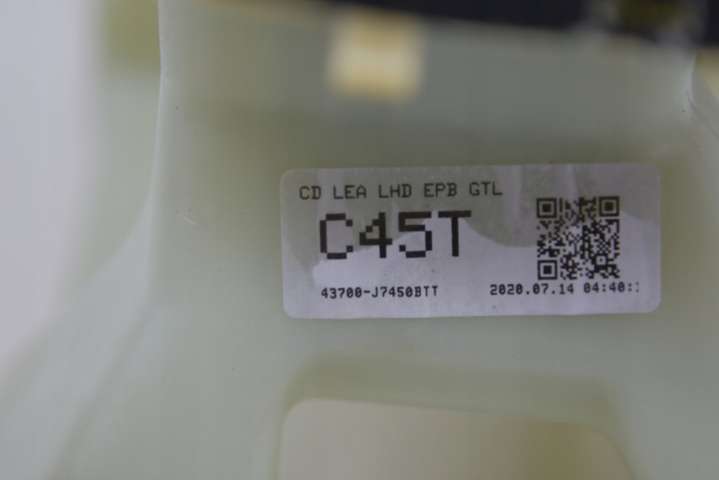 CD LEA LHD EPB GTL
C45T
43700-J7450BTT 2020.07.14 04:40: